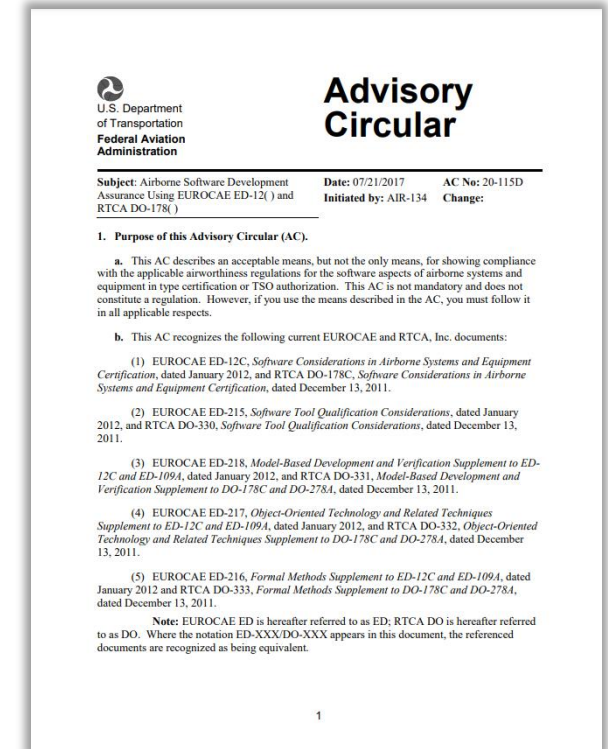 U.S. Department
of Transportation
Federal Aviation
Administration
Advisory
Circular
Subject: Airborne Software Development
Assurance Using EUROCAE ED-12( ) and
RTCA DO-178( )
Date: 07/21/2017
Initiated by: AIR-134
AC No: 20-115D
Change:
1. Purpose of this Advisory Circular (AC).
a. This AC describes an acceptable means, but not the only means, for showing compliance
with the applicable airworthiness regulations for the software aspects of airborne systems and
equipment in type certification or TSO authorization. This AC is not mandatory and does not
constitute a regulation. However, if you use the means described in the AC, you must follow it
in all applicable respects.
b. This AC recognizes the following current EUROCAE and RTCA, Inc. documents:
(1) EUROCAE ED-12C, Software Considerations in Airborne Systems and Equipment
Certification, dated January 2012, and RTCA DO-178C, Software Considerations in Airborne
Systems and Equipment Certification, dated December 13, 2011.
(2) EUROCAE ED-215, Software Tool Qualification Considerations, dated January
2012, and RTCA DO-330, Software Tool Qualification Considerations, dated December 13,
2011.
(3) EUROCAE ED-218, Model-Based Development and Verification Supplement to ED-
12C and ED-109A, dated January 2012, and RTCA DO-331, Model-Based Development and
Verification Supplement to DO-178C and DO-278A, dated December 13, 2011.
(4) EUROCAE ED-217, Object-Oriented Technology and Related Techniques
Supplement to ED-12C and ED-109A, dated January 2012, and RTCA DO-332, Object-Oriented
Technology and Related Techniques Supplement to DO-178C and DO-278A, dated December
13, 2011.
(5) EUROCAE ED-216, Formal Methods Supplement to ED-12C and ED-109A, dated
January 2012 and RTCA DO-333, Formal Methods Supplement to DO-178C and DO-278A,
dated December 13, 2011.
Note: EUROCAE ED is hereafter referred to as ED; RTCA DO is hereafter referred
to as DO. Where the notation ED-XXX/DO-XXX appears in this document, the referenced
documents are recognized as being equivalent.
1